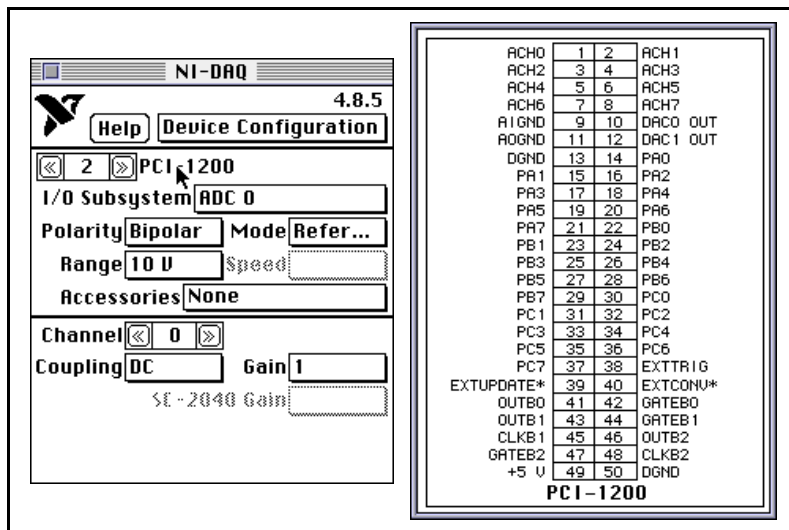 NI-DAQ
4.8.5
Help Device Configuration
2 PCI-1200
I/O Subsystem ADC 0
Polarity Bipolar Mode Refer...
Range 10 V Speed
Accessories None
Channel 0
Coupling DC Gain 1
SC-2040 Gain
ACH0 1 2 ACH1
ACH2 3 4 ACH3
ACH4 5 6 ACH5
ACH6 7 8 ACH7
AIGND 9 10 DAC0 OUT
AOGND 11 12 DAC1 OUT
DGND 13 14 PA0
PA1 15 16 PA2
PA3 17 18 PA4
PA5 19 20 PA6
PA7 21 22 PB0
PB1 23 24 PB2
PB3 25 26 PB4
PB5 27 28 PB6
PB7 29 30 PC0
PC1 31 32 PC2
PC3 33 34 PC4
PC5 35 36 PC6
PC7 37 38 EXTTRIG
EXTUPDATE* 39 40 EXTCONV*
OUTB0 41 42 GATEB0
OUTB1 43 44 GATEB1
CLKB1 45 46 OUTB2
GATEB2 47 48 CLKB2
+5 V 49 50 DGND
PCI-1200